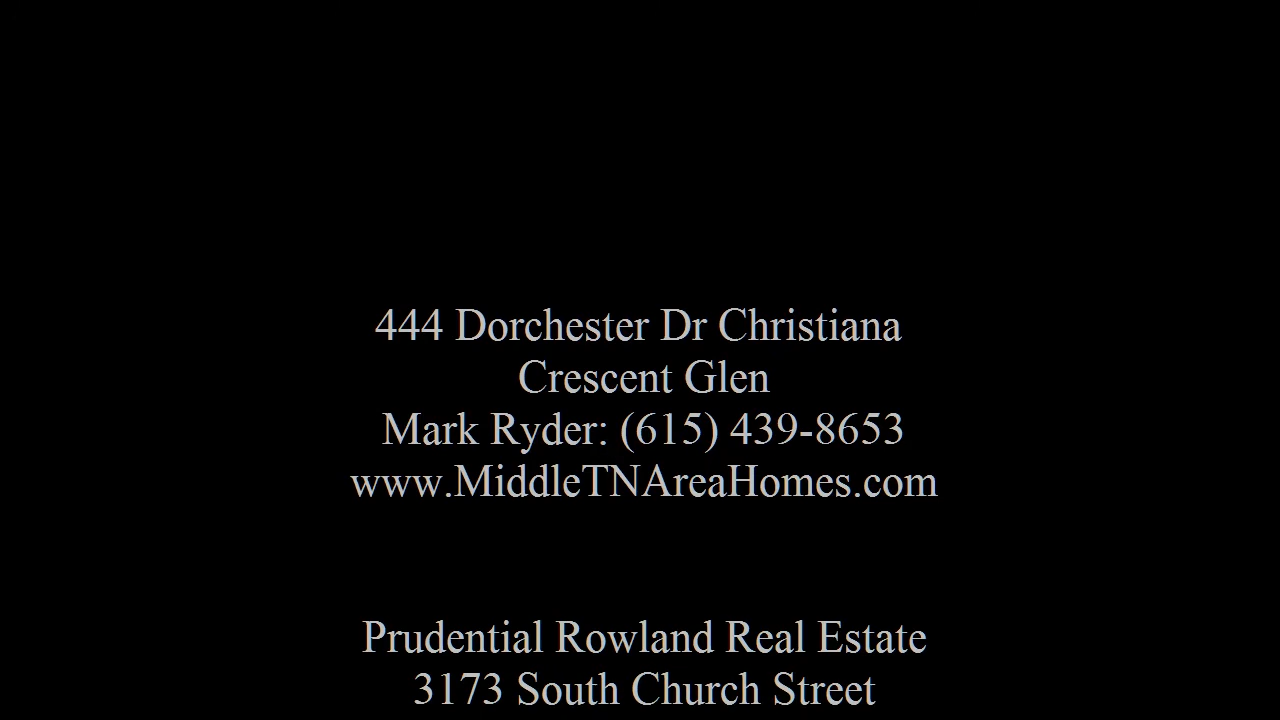 444 Dorchester Dr Christiana
Crescent Glen
Mark Ryder: (615) 439-8653
www.MiddleTNAreaHomes.com
Prudential Rowland Real Estate
3173 South Church Street